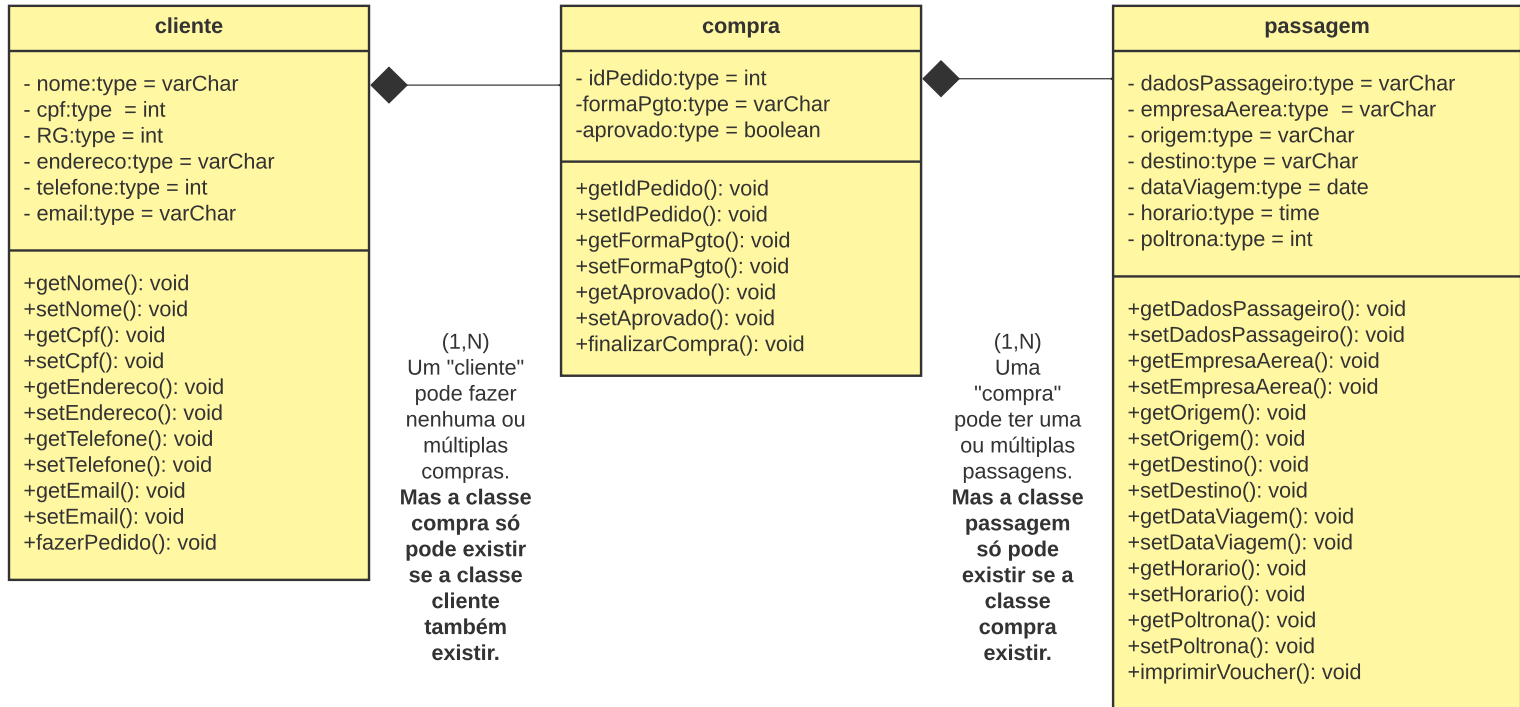 cliente
- nome:type = varChar
- cpf:type  = int
- RG:type = int
- endereco:type = varChar
- telefone:type = int
- email:type = varChar
+getNome(): void
+setNome(): void
+getCpf(): void
+setCpf(): void
+getEndereco(): void
+setEndereco(): void
+getTelefone(): void
+setTelefone(): void
+getEmail(): void
+setEmail(): void
+fazerPedido(): void
(1,N)
Um "cliente"
pode fazer
nenhuma ou
múltiplas
compras.
Mas a classe
compra só
pode existir
se a classe
cliente
também
existir.
compra
- idPedido:type = int
-formaPgto:type = varChar
-aprovado:type = boolean
+getIdPedido(): void
+setIdPedido(): void
+getFormaPgto(): void
+setFormaPgto(): void
+getAprovado(): void
+setAprovado(): void
+finalizarCompra(): void
(1,N)
Uma
"compra"
pode ter uma
ou múltiplas
passagens.
Mas a classe
passagem
só pode
existir se a
classe
compra
existir.
passagem
- dadosPassageiro:type = varChar
- empresaAerea:type  = varChar
- origem:type = varChar
- destino:type = varChar
- dataViagem:type = date
- horario:type = time
- poltrona:type = int
+getDadosPassageiro(): void
+setDadosPassageiro(): void
+getEmpresaAerea(): void
+setEmpresaAerea(): void
+getOrigem(): void
+setOrigem(): void
+getDestino(): void
+setDestino(): void
+getDataViagem(): void
+setDataViagem(): void
+getHorario(): void
+setHorario(): void
+getPoltrona(): void
+setPoltrona(): void
+imprimirVoucher(): void